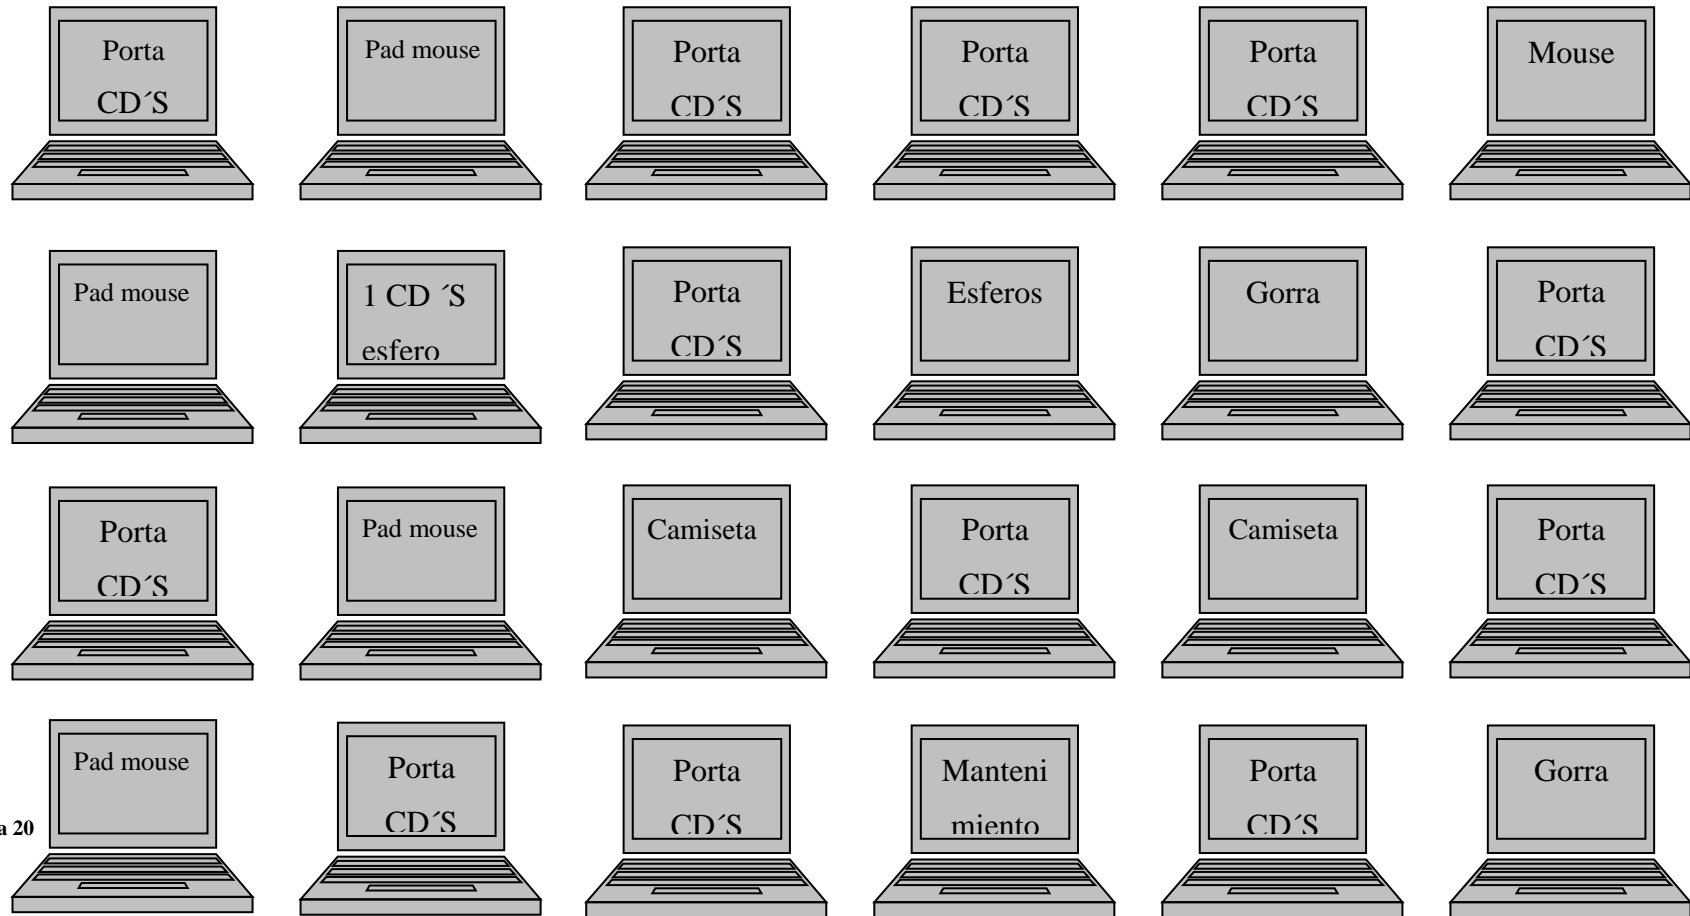 Porta
CD´S
Pad mouse
Porta
CD´S
Porta
CD´S
Porta
CD´S
Mouse
Pad mouse
1 CD ´S
esfero
Porta
CD´S
Esferos
Gorra
Porta
CD´S
Porta
CD´S
Pad mouse
Camiseta
Porta
CD´S
Camiseta
Porta
CD´S
Pad mouse
Porta
CD´S
Porta
CD´S
Manteni
miento
Porta
CD´S
Gorra
a 20